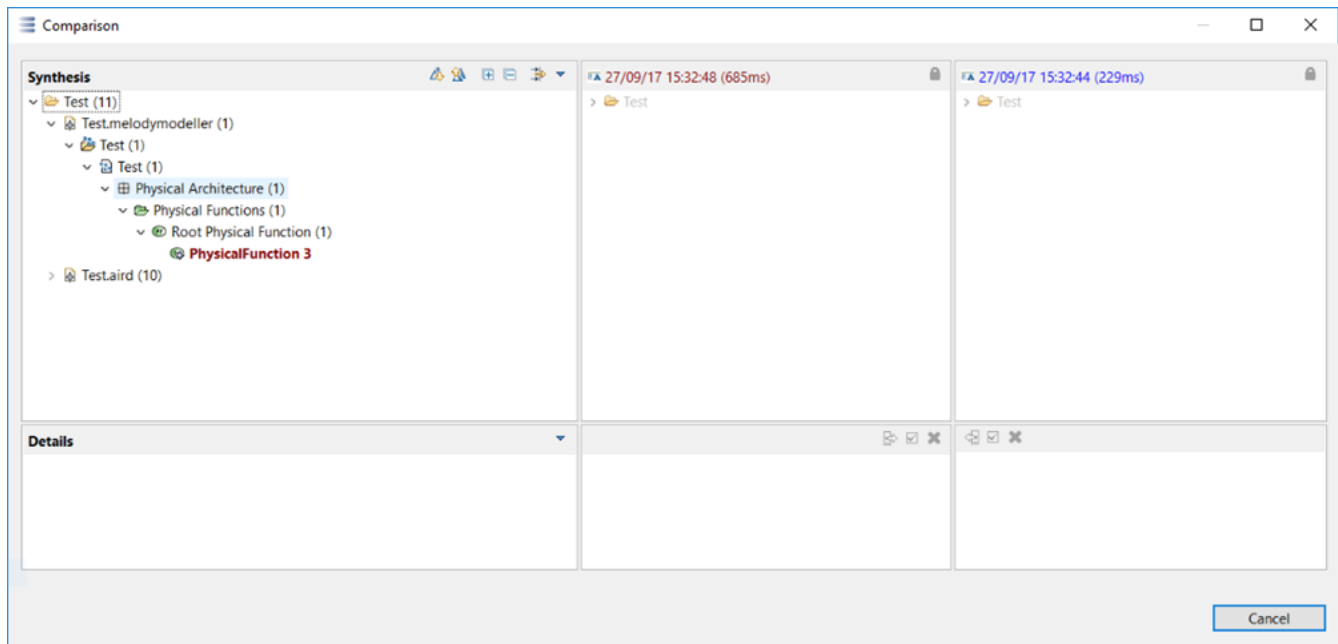 Comparison
Synthesis
Test (11)
Test.melodymodeller (1)
Test (1)
Test (1)
Physical Architecture (1)
Physical Functions (1)
Root Physical Function (1)
PhysicalFunction 3
Test.aird (10)
27/09/17 15:32:48 (685ms)
Test
27/09/17 15:32:44 (229ms)
Test
Details
Cancel